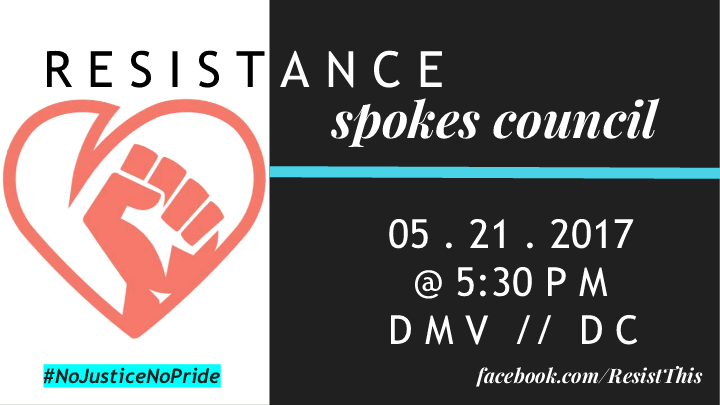 RESISTANCE
spokes council
05 . 21 . 2017
@ 5:30 PM
DMV // DC
#NoJusticeNoPride
facebook.com/ResistThis